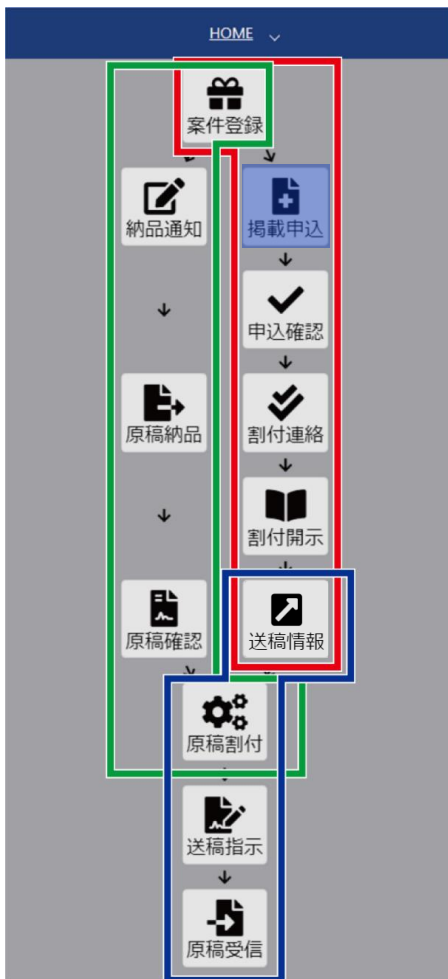 HOME
案件登録
納品通知
掲載申込
申込確認
原稿納品
割付連絡
割付開示
原稿確認
送稿情報
原稿割付
送稿指示
原稿受信